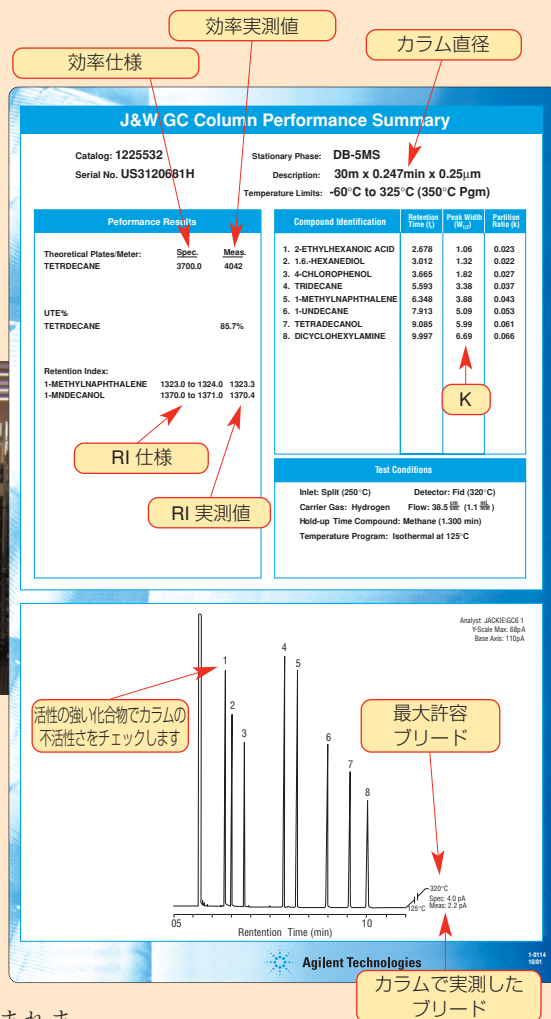 効率実測値
効率仕様
カラム直径
J&W GC Column Performance Summary
Catalog: 1225532
Serial No. US3120681H
Stationary Phase: DB-5MS
Description: 30m x 0.247min x 0.25µm
Temperature Limits: -60°C to 325°C (350°C Pgm)
Peformance Results
Theoretical Plates/Meter: Spec. Meas.
TETRDECANE 3700.0 4042
UTE%
TETRDECANE 85.7%
Retention Index:
1-METHYLNAPHTHALENE 1323.0 to 1324.0 1323.3
1-MNDECANOL 1370.0 to 1371.0 1370.4
RI 仕様
RI 実測値
Compound Identification Retention Time (tr) Peak Width (W1/2) Partition Ratio (k)
1. 2-ETHYLHEXANOIC ACID 2.678 1.06 0.023
2. 1.6.-HEXANEDIOL 3.012 1.32 0.022
3. 4-CHLOROPHENOL 3.665 1.82 0.027
4. TRIDECANE 5.593 3.38 0.037
5. 1-METHYLNAPHTHALENE 6.348 3.88 0.043
6. 1-UNDECANE 7.913 5.09 0.053
7. TETRADECANOL 9.085 5.99 0.061
8. DICYCLOHEXYLAMINE 9.997 6.69 0.066
K
Test Conditions
Inlet: Split (250°C) Detector: Fid (320°C)
Carrier Gas: Hydrogen Flow: 38.5 (1.1 )
Hold-up Time Compound: Methane (1.300 min)
Temperature Program: Isothermal at 125°C
Analyst: JACKIE\GC6 1
Y-Scale Max: 68pA
Base Axis: 110pA
1
2
3
4
5
6
7
8
活性の強い化合物でカラムの
不活性さをチェックします
最大許容
ブリード
320°C
Spec: 4.0 pA
125°C Meas: 2.2 pA
05 10
Rentention Time (min)
Agilent Technologies
1-0114
10/01
カラムで実測した
ブリード